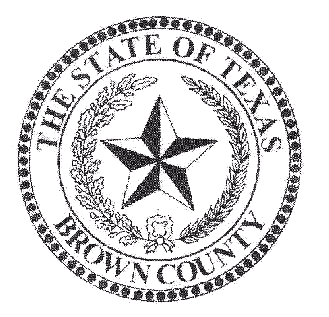 THE STATE OF TEXAS
BROWN COUNTY